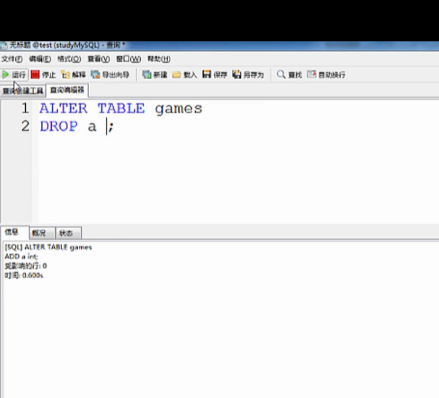 无标题 @test (studyMySQL) - 查询 *
文件(F) 编辑(E) 格式(O) 查看(V) 窗口(W) 帮助(H)
运行 停止 解释 导出向导 新建 载入 保存 另存为 查找 自动换行
查询创建工具 查询编辑器
1 ALTER TABLE games
2 DROP a ;
信息 概况 状态
[SQL] ALTER TABLE games
ADD a int;
受影响的行: 0
时间: 0.600s